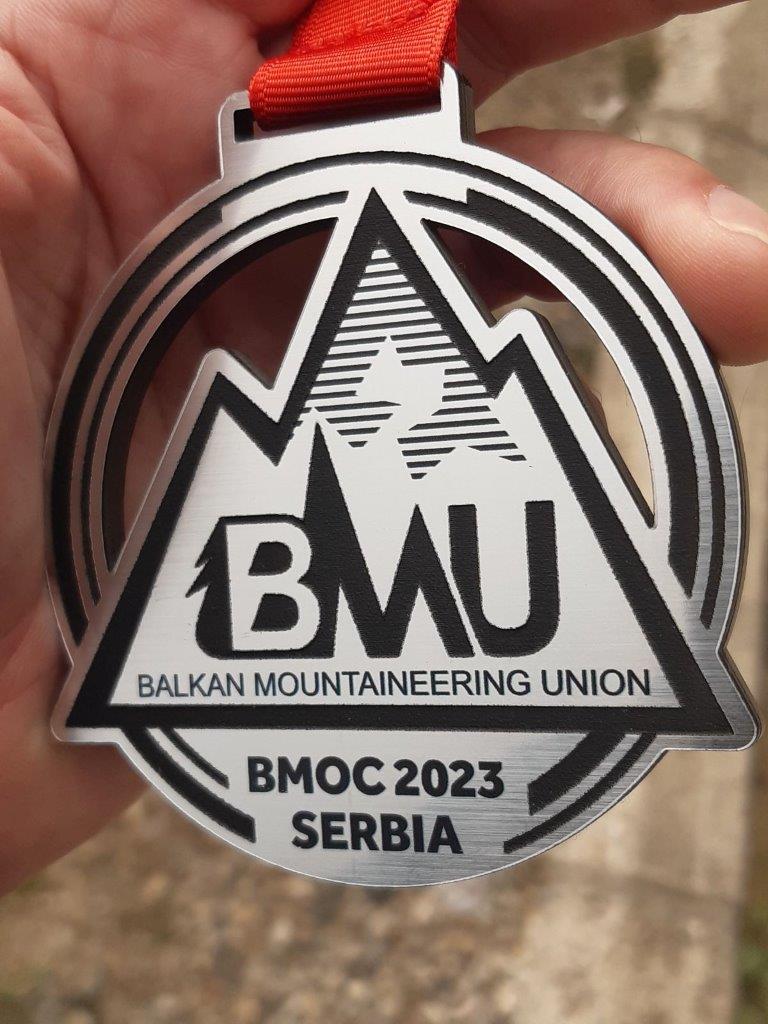 BMU
BALKAN MOUNTAINEERING UNION
BMOC 2023
SERBIA